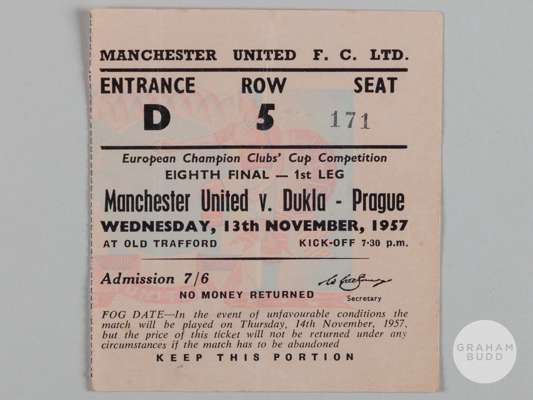 MANCHESTER UNITED F. C. LTD.
ENTRANCE ROW SEAT
D 5 171
European Champion Clubs' Cup Competition
EIGHTH FINAL — 1st LEG
Manchester United v. Dukla - Prague
WEDNESDAY, 13th NOVEMBER, 1957
AT OLD TRAFFORD KICK-OFF 7·30 p.m.
Admission 7/6
NO MONEY RETURNED
Secretary
FOG DATE—In the event of unfavourable conditions the
match will be played on Thursday, 14th November, 1957,
but the price of this ticket will not be returned under any
circumstances if the match has to be abandoned
KEEP THIS PORTION
GRAHAM
BUDD